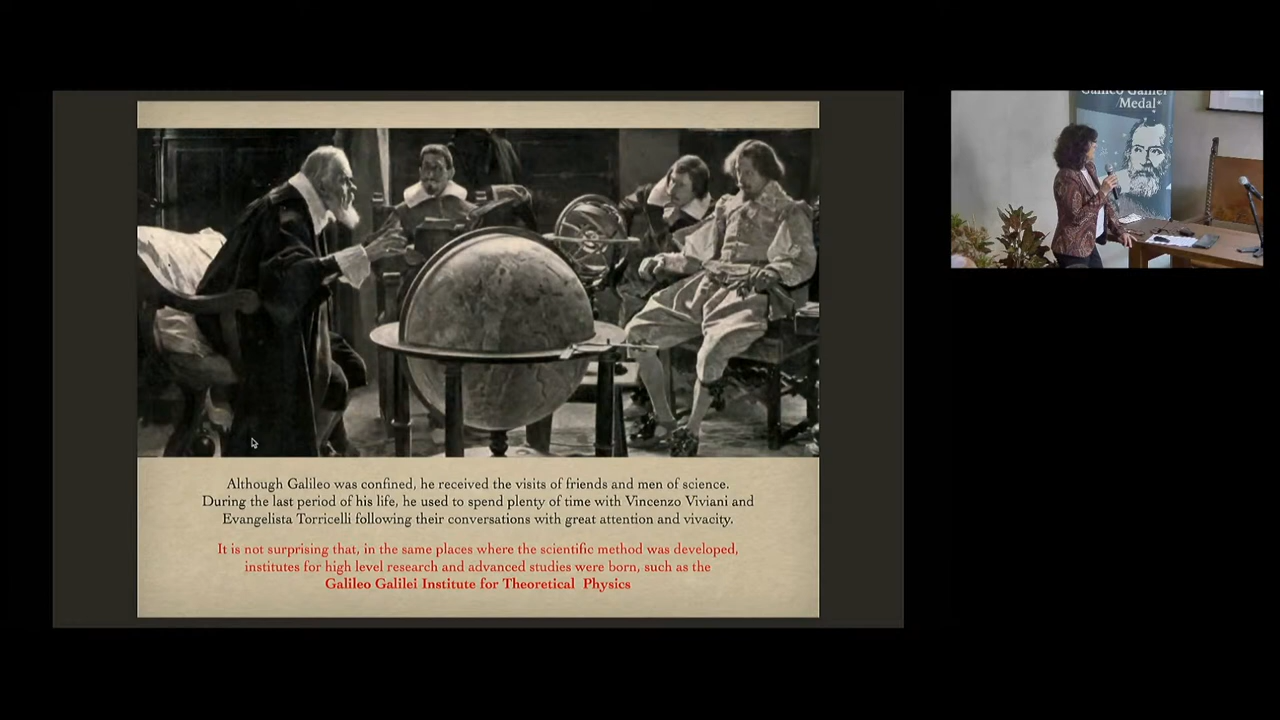 Although Galileo was confined, he received the visits of friends and men of science.
During the last period of his life, he used to spend plenty of time with Vincenzo Viviani and
Evangelista Torricelli following their conversations with great attention and vivacity.
It is not surprising that, in the same places where the scientific method was developed,
institutes for high level research and advanced studies were born, such as the
Galileo Galilei Institute for Theoretical Physics
Galileo Galilei
Medal